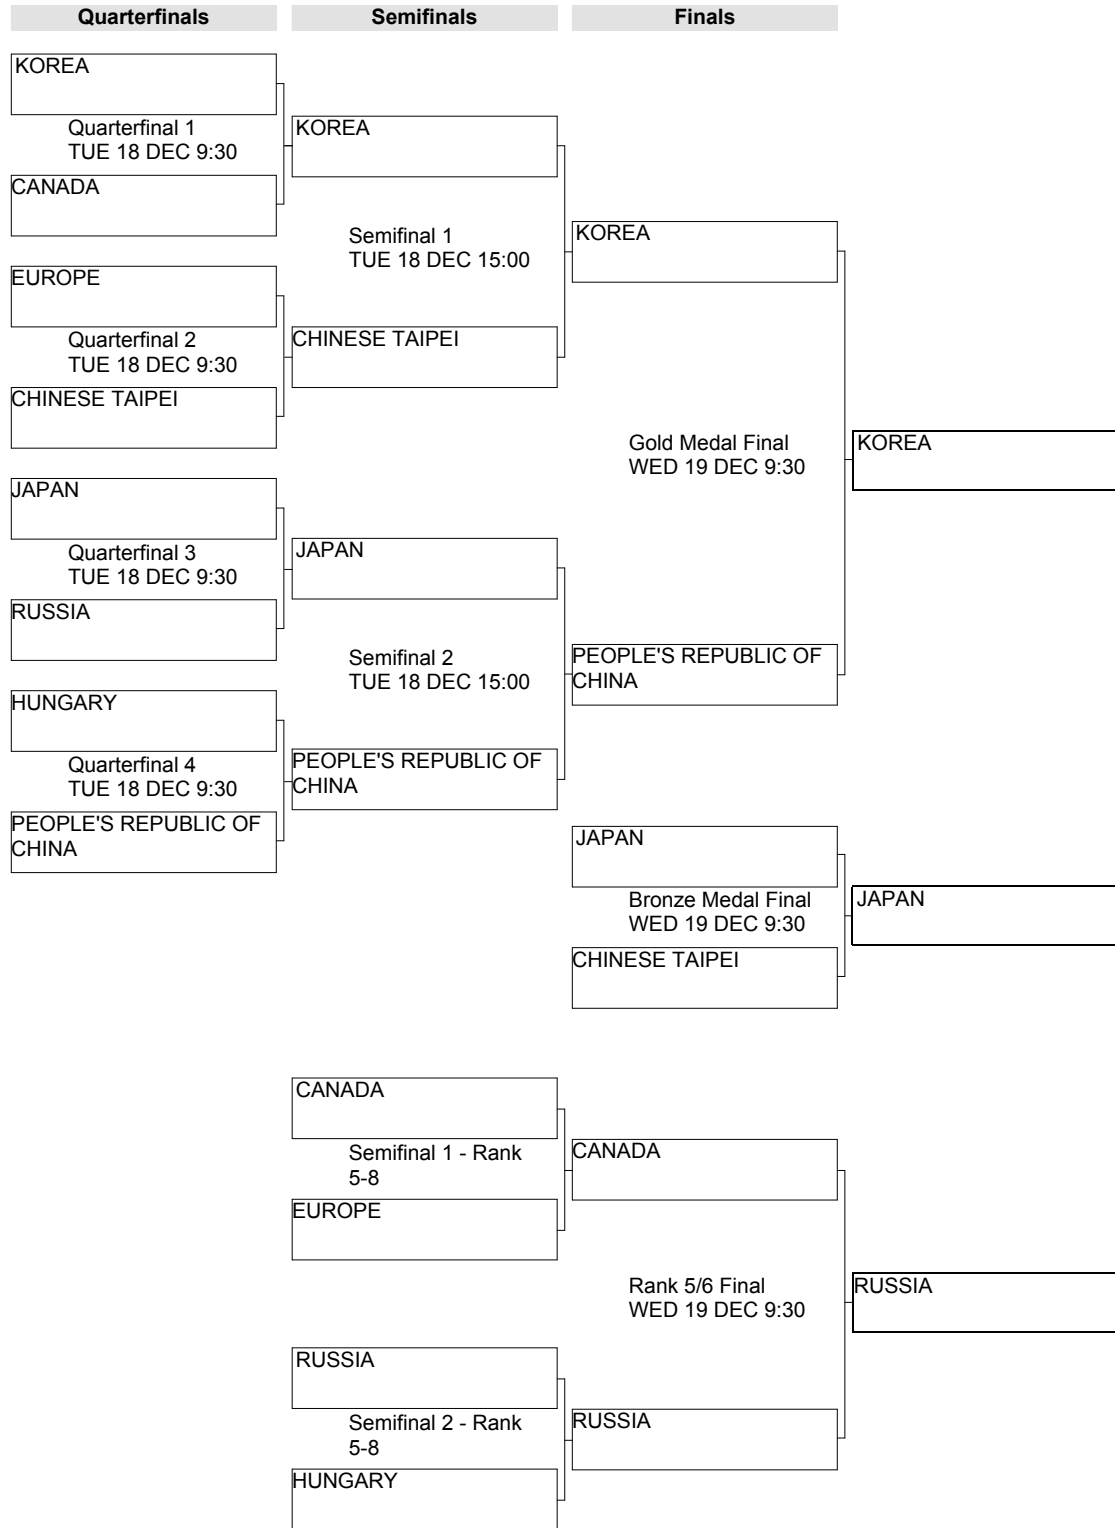 Quarterfinals
Semifinals
Finals
KOREA
Quarterfinal 1
TUE 18 DEC 9:30
CANADA
EUROPE
Quarterfinal 2
TUE 18 DEC 9:30
CHINESE TAIPEI
JAPAN
Quarterfinal 3
TUE 18 DEC 9:30
RUSSIA
HUNGARY
Quarterfinal 4
TUE 18 DEC 9:30
PEOPLE'S REPUBLIC OF
CHINA
KOREA
Semifinal 1
TUE 18 DEC 15:00
CHINESE TAIPEI
JAPAN
Semifinal 2
TUE 18 DEC 15:00
PEOPLE'S REPUBLIC OF
CHINA
KOREA
Gold Medal Final
WED 19 DEC 9:30
PEOPLE'S REPUBLIC OF
CHINA
KOREA
JAPAN
Bronze Medal Final
WED 19 DEC 9:30
CHINESE TAIPEI
JAPAN
CANADA
Semifinal 1 - Rank
5-8
EUROPE
RUSSIA
Semifinal 2 - Rank
5-8
HUNGARY
CANADA
Rank 5/6 Final
WED 19 DEC 9:30
RUSSIA
RUSSIA